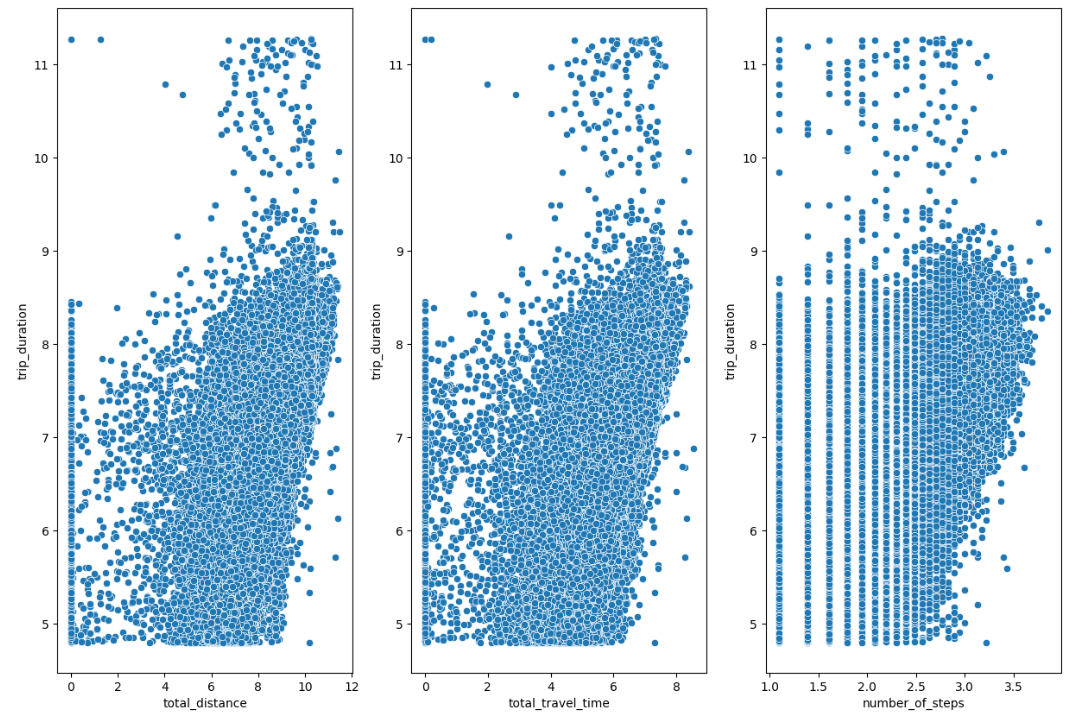 trip_duration
11
10
9
8
7
6
5
0 2 4 6 8 10 12
total_distance
trip_duration
11
10
9
8
7
6
5
0 2 4 6 8
total_travel_time
trip_duration
11
10
9
8
7
6
5
1.0 1.5 2.0 2.5 3.0 3.5
number_of_steps